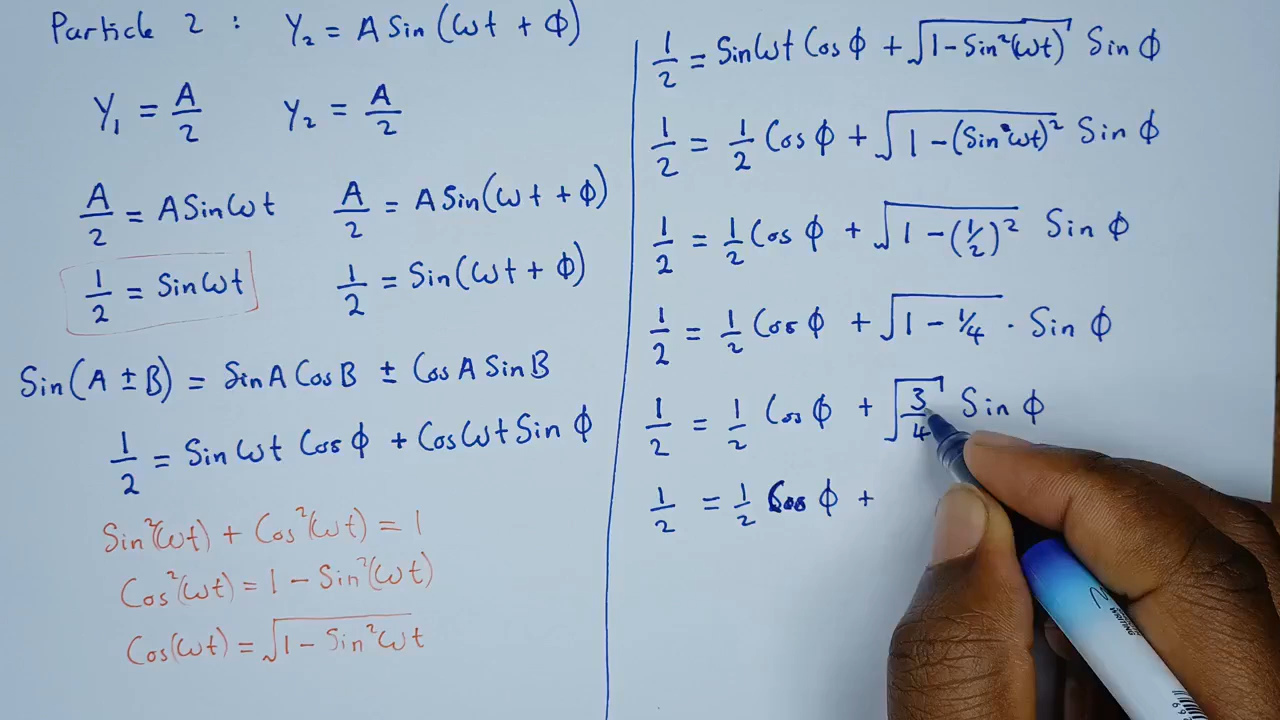 Particle 2 : Y₂ = A Sin (ωt + ϕ)
Y₁ = A/2 Y₂ = A/2
A/2 = A Sin ωt A/2 = A Sin(ωt + ϕ)
1/2 = Sin ωt 1/2 = Sin(ωt + ϕ)
Sin(A ± B) = Sin A Cos B ± Cos A Sin B
1/2 = Sin ωt Cos ϕ + Cos ωt Sin ϕ
Sin²(ωt) + Cos²(ωt) = 1
Cos²(ωt) = 1 − Sin²(ωt)
Cos(ωt) = √(1 − Sin²ωt)
1/2 = Sin ωt Cos ϕ + √(1 − Sin²(ωt)) Sin ϕ
1/2 = 1/2 Cos ϕ + √(1 − (Sin ωt)²) Sin ϕ
1/2 = 1/2 Cos ϕ + √(1 − (1/2)²) Sin ϕ
1/2 = 1/2 Cos ϕ + √(1 − 1/4) · Sin ϕ
1/2 = 1/2 Cos ϕ + √(3/4) Sin ϕ
1/2 = 1/2 Cos ϕ +